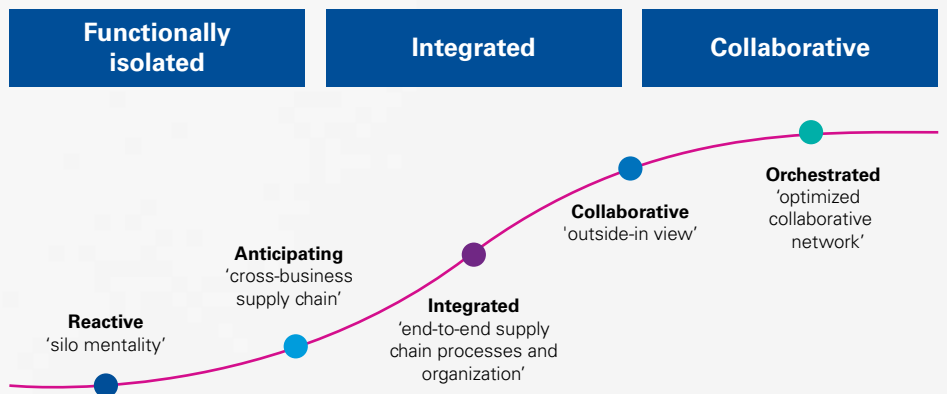 Functionally
isolated
Integrated
Collaborative
Reactive
‘silo mentality’
Anticipating
‘cross-business
supply chain’
Integrated
‘end-to-end supply
chain processes and
organization’
Collaborative
'outside-in view’
Orchestrated
‘optimized
collaborative
network’